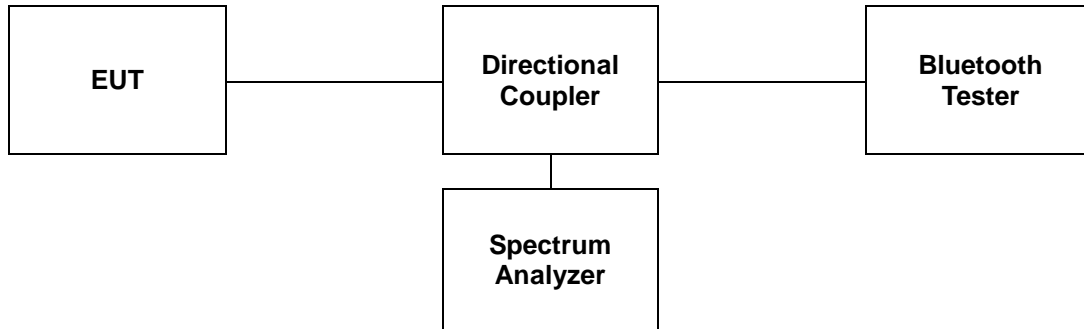 EUT
Directional
Coupler
Bluetooth
Tester
Spectrum
Analyzer